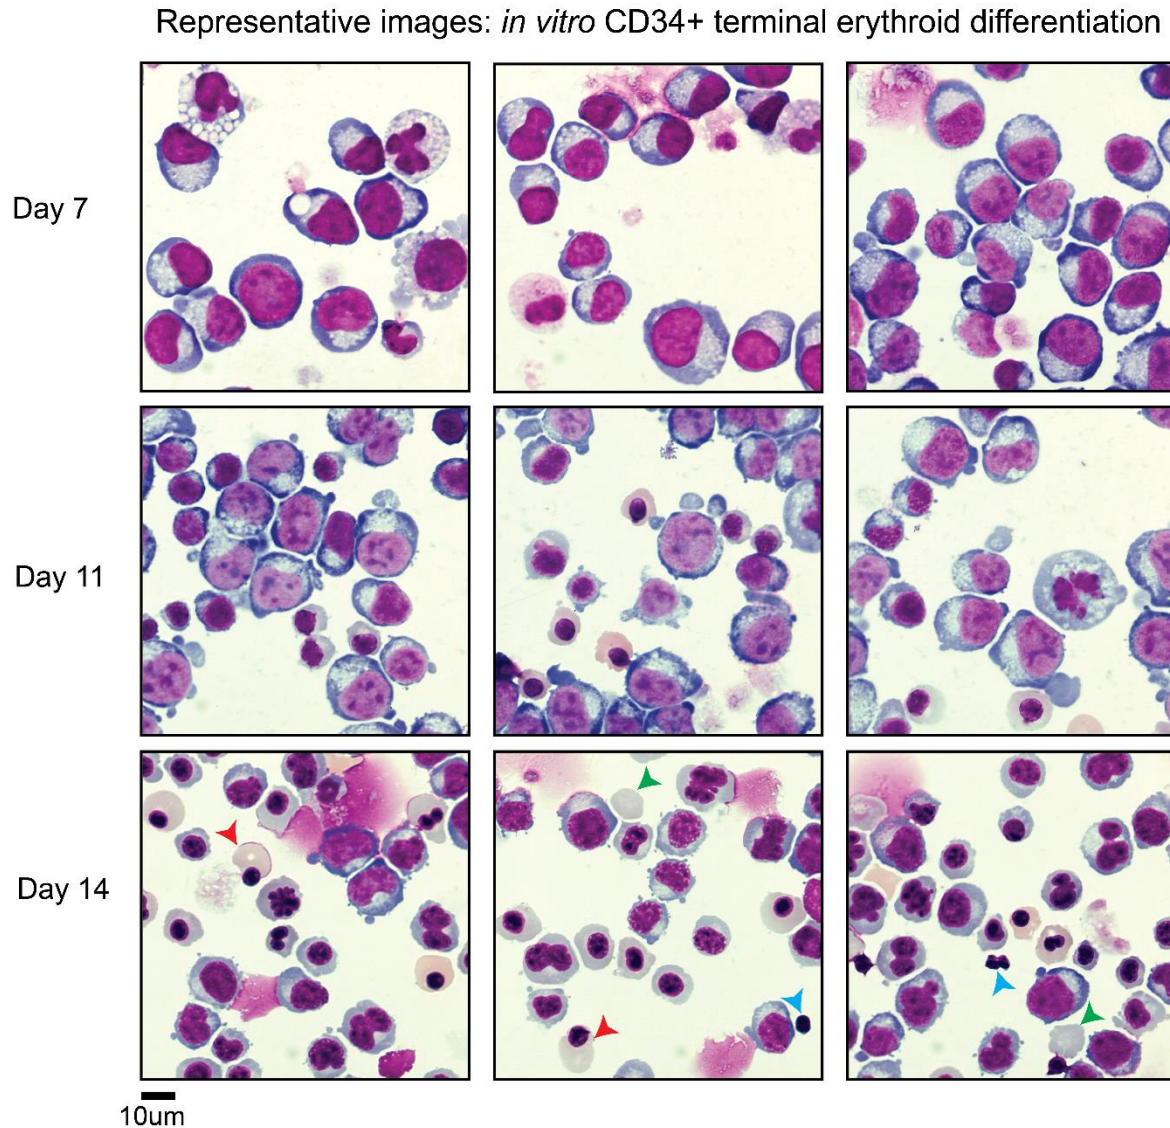 Representative images: in vitro CD34+ terminal erythroid differentiation
Day 7
Day 11
Day 14
10um